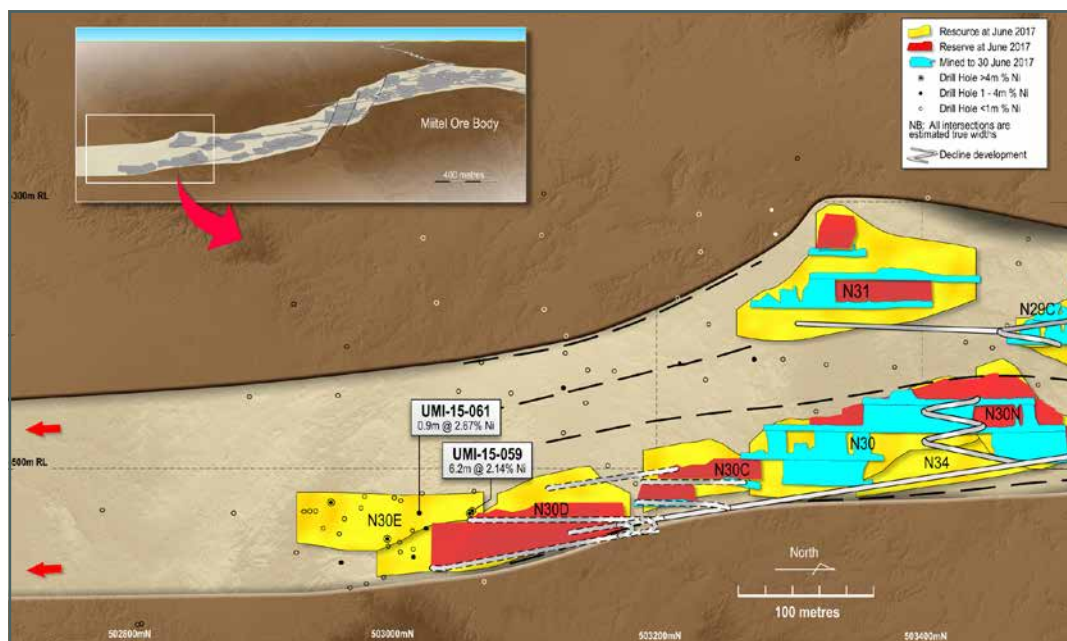 Miitel Ore Body
400 metres
Resource at June 2017
Reserve at June 2017
Mined to 30 June 2017
Drill Hole >4m % Ni
Drill Hole 1 - 4m % Ni
Drill Hole <1m % Ni
NB: All intersections are
estimated true widths
Decline development
N31
N29C
UMI-15-061
0.9m @ 2.67% Ni
UMI-15-059
6.2m @ 2.14% Ni
N30N
N30
N34
500m RL
N30C
N30D
N30E
North
100 metres
502800mN
503000mN
503200mN
503400mN